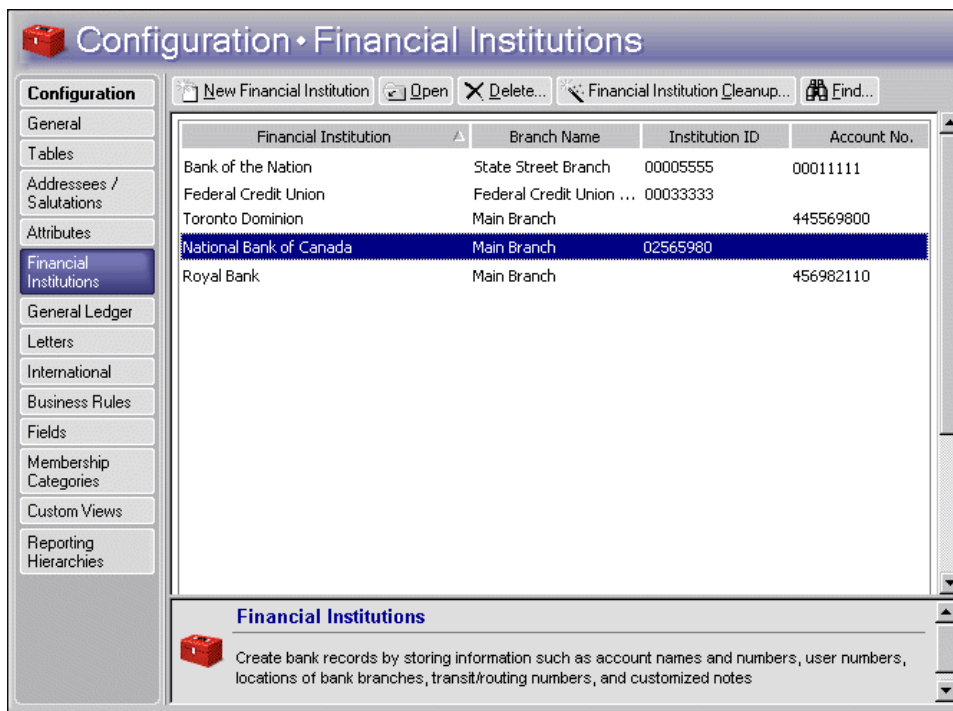 Configuration • Financial Institutions
Configuration
General
Tables
Addressees /
Salutations
Attributes
Financial
Institutions
General Ledger
Letters
International
Business Rules
Fields
Membership
Categories
Custom Views
Reporting
Hierarchies
New Financial Institution Open Delete... Financial Institution Cleanup... Find...
Financial Institution Branch Name Institution ID Account No.
Bank of the Nation State Street Branch 00005555 00011111
Federal Credit Union Federal Credit Union ... 00033333
Toronto Dominion Main Branch 445569800
National Bank of Canada Main Branch 02565980
Royal Bank Main Branch 456982110
Financial Institutions
Create bank records by storing information such as account names and numbers, user numbers,
locations of bank branches, transit/routing numbers, and customized notes